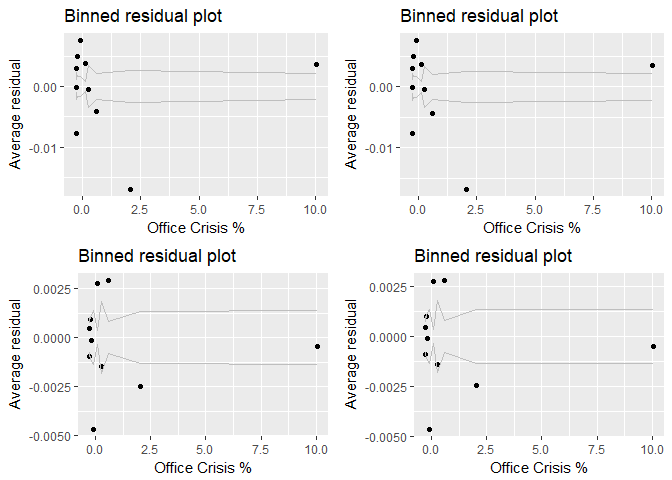 Binned residual plot
Average residual
0.00
-0.01
0.0 2.5 5.0 7.5 10.0
Office Crisis %
Binned residual plot
Average residual
0.00
-0.01
0.0 2.5 5.0 7.5 10.0
Office Crisis %
Binned residual plot
Average residual
0.0025
0.0000
-0.0025
-0.0050
0.0 2.5 5.0 7.5 10.0
Office Crisis %
Binned residual plot
Average residual
0.0025
0.0000
-0.0025
-0.0050
0.0 2.5 5.0 7.5 10.0
Office Crisis %